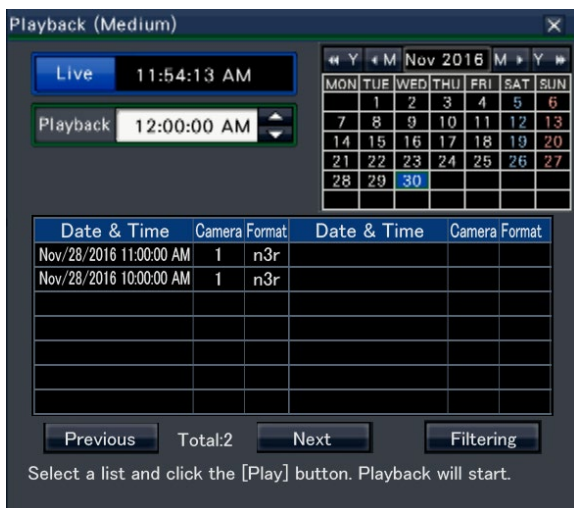 Playback (Medium)
Live 11:54:13 AM
Playback 12:00:00 AM
Y M Nov 2016 M Y
MON TUE WED THU FRI SAT SUN
1 2 3 4 5 6
7 8 9 10 11 12 13
14 15 16 17 18 19 20
21 22 23 24 25 26 27
28 29 30
Date & Time Camera Format Date & Time Camera Format
Nov/28/2016 11:00:00 AM 1 n3r
Nov/28/2016 10:00:00 AM 1 n3r
Previous Total:2 Next Filtering
Select a list and click the [Play] button. Playback will start.